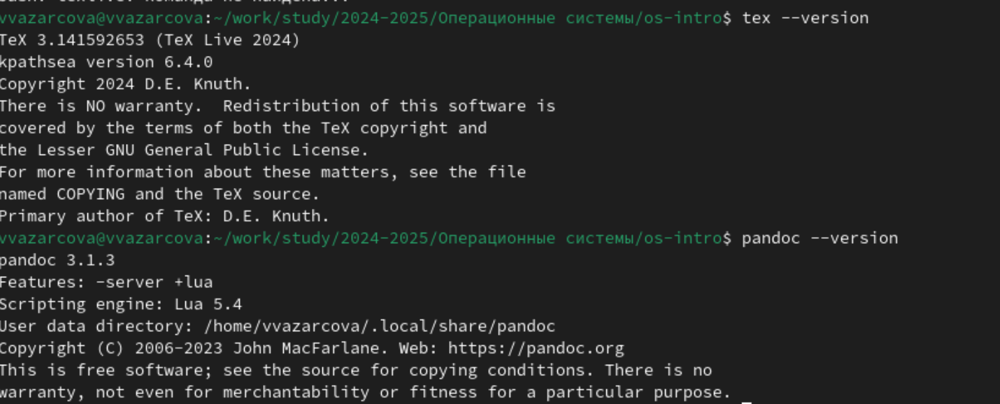 vvazarcova@vvazarcova:~/work/study/2024-2025/Операционные системы/os-intro$ tex --version
TeX 3.141592653 (TeX Live 2024)
kpathsea version 6.4.0
Copyright 2024 D.E. Knuth.
There is NO warranty.  Redistribution of this software is
covered by the terms of both the TeX copyright and
the Lesser GNU General Public License.
For more information about these matters, see the file
named COPYING and the TeX source.
Primary author of TeX: D.E. Knuth.
vvazarcova@vvazarcova:~/work/study/2024-2025/Операционные системы/os-intro$ pandoc --version
pandoc 3.1.3
Features: -server +lua
Scripting engine: Lua 5.4
User data directory: /home/vvazarcova/.local/share/pandoc
Copyright (C) 2006-2023 John MacFarlane. Web: https://pandoc.org
This is free software; see the source for copying conditions. There is no
warranty, not even for merchantability or fitness for a particular purpose.